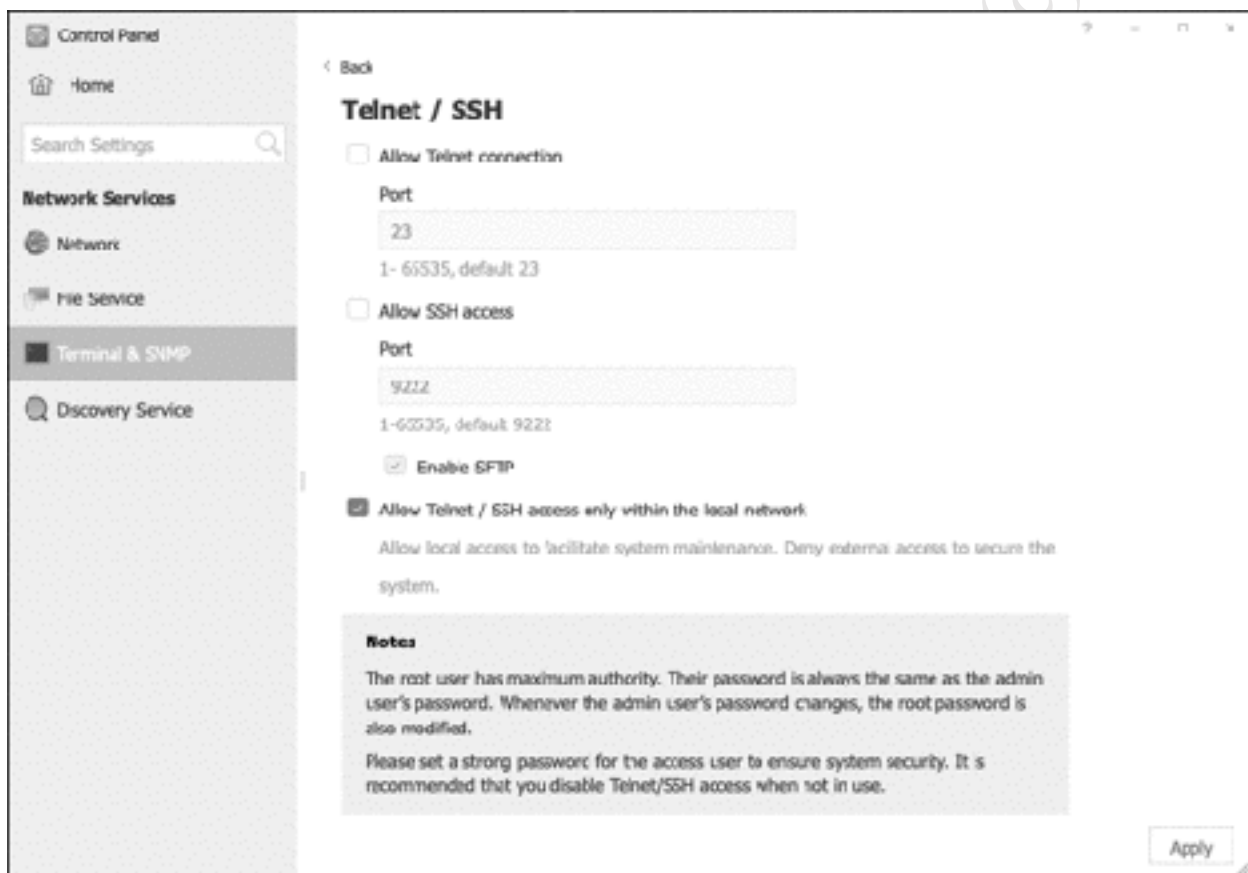 Control Panel
Home
Search Settings
Network Services
Network
File Service
Terminal & SNMP
Discovery Service
< Back
Telnet / SSH
Allow Telnet connection
Port
23
1- 65535, default 23
Allow SSH access
Port
9222
1-65535, default 9222
Enable SFTP
Allow Telnet / SSH access only within the local network
Allow local access to facilitate system maintenance. Deny external access to secure the
system.
Notes
The root user has maximum authority. Their password is always the same as the admin
user's password. Whenever the admin user's password changes, the root password is
also modified.
Please set a strong password for the access user to ensure system security. It is
recommended that you disable Telnet/SSH access when not in use.
Apply